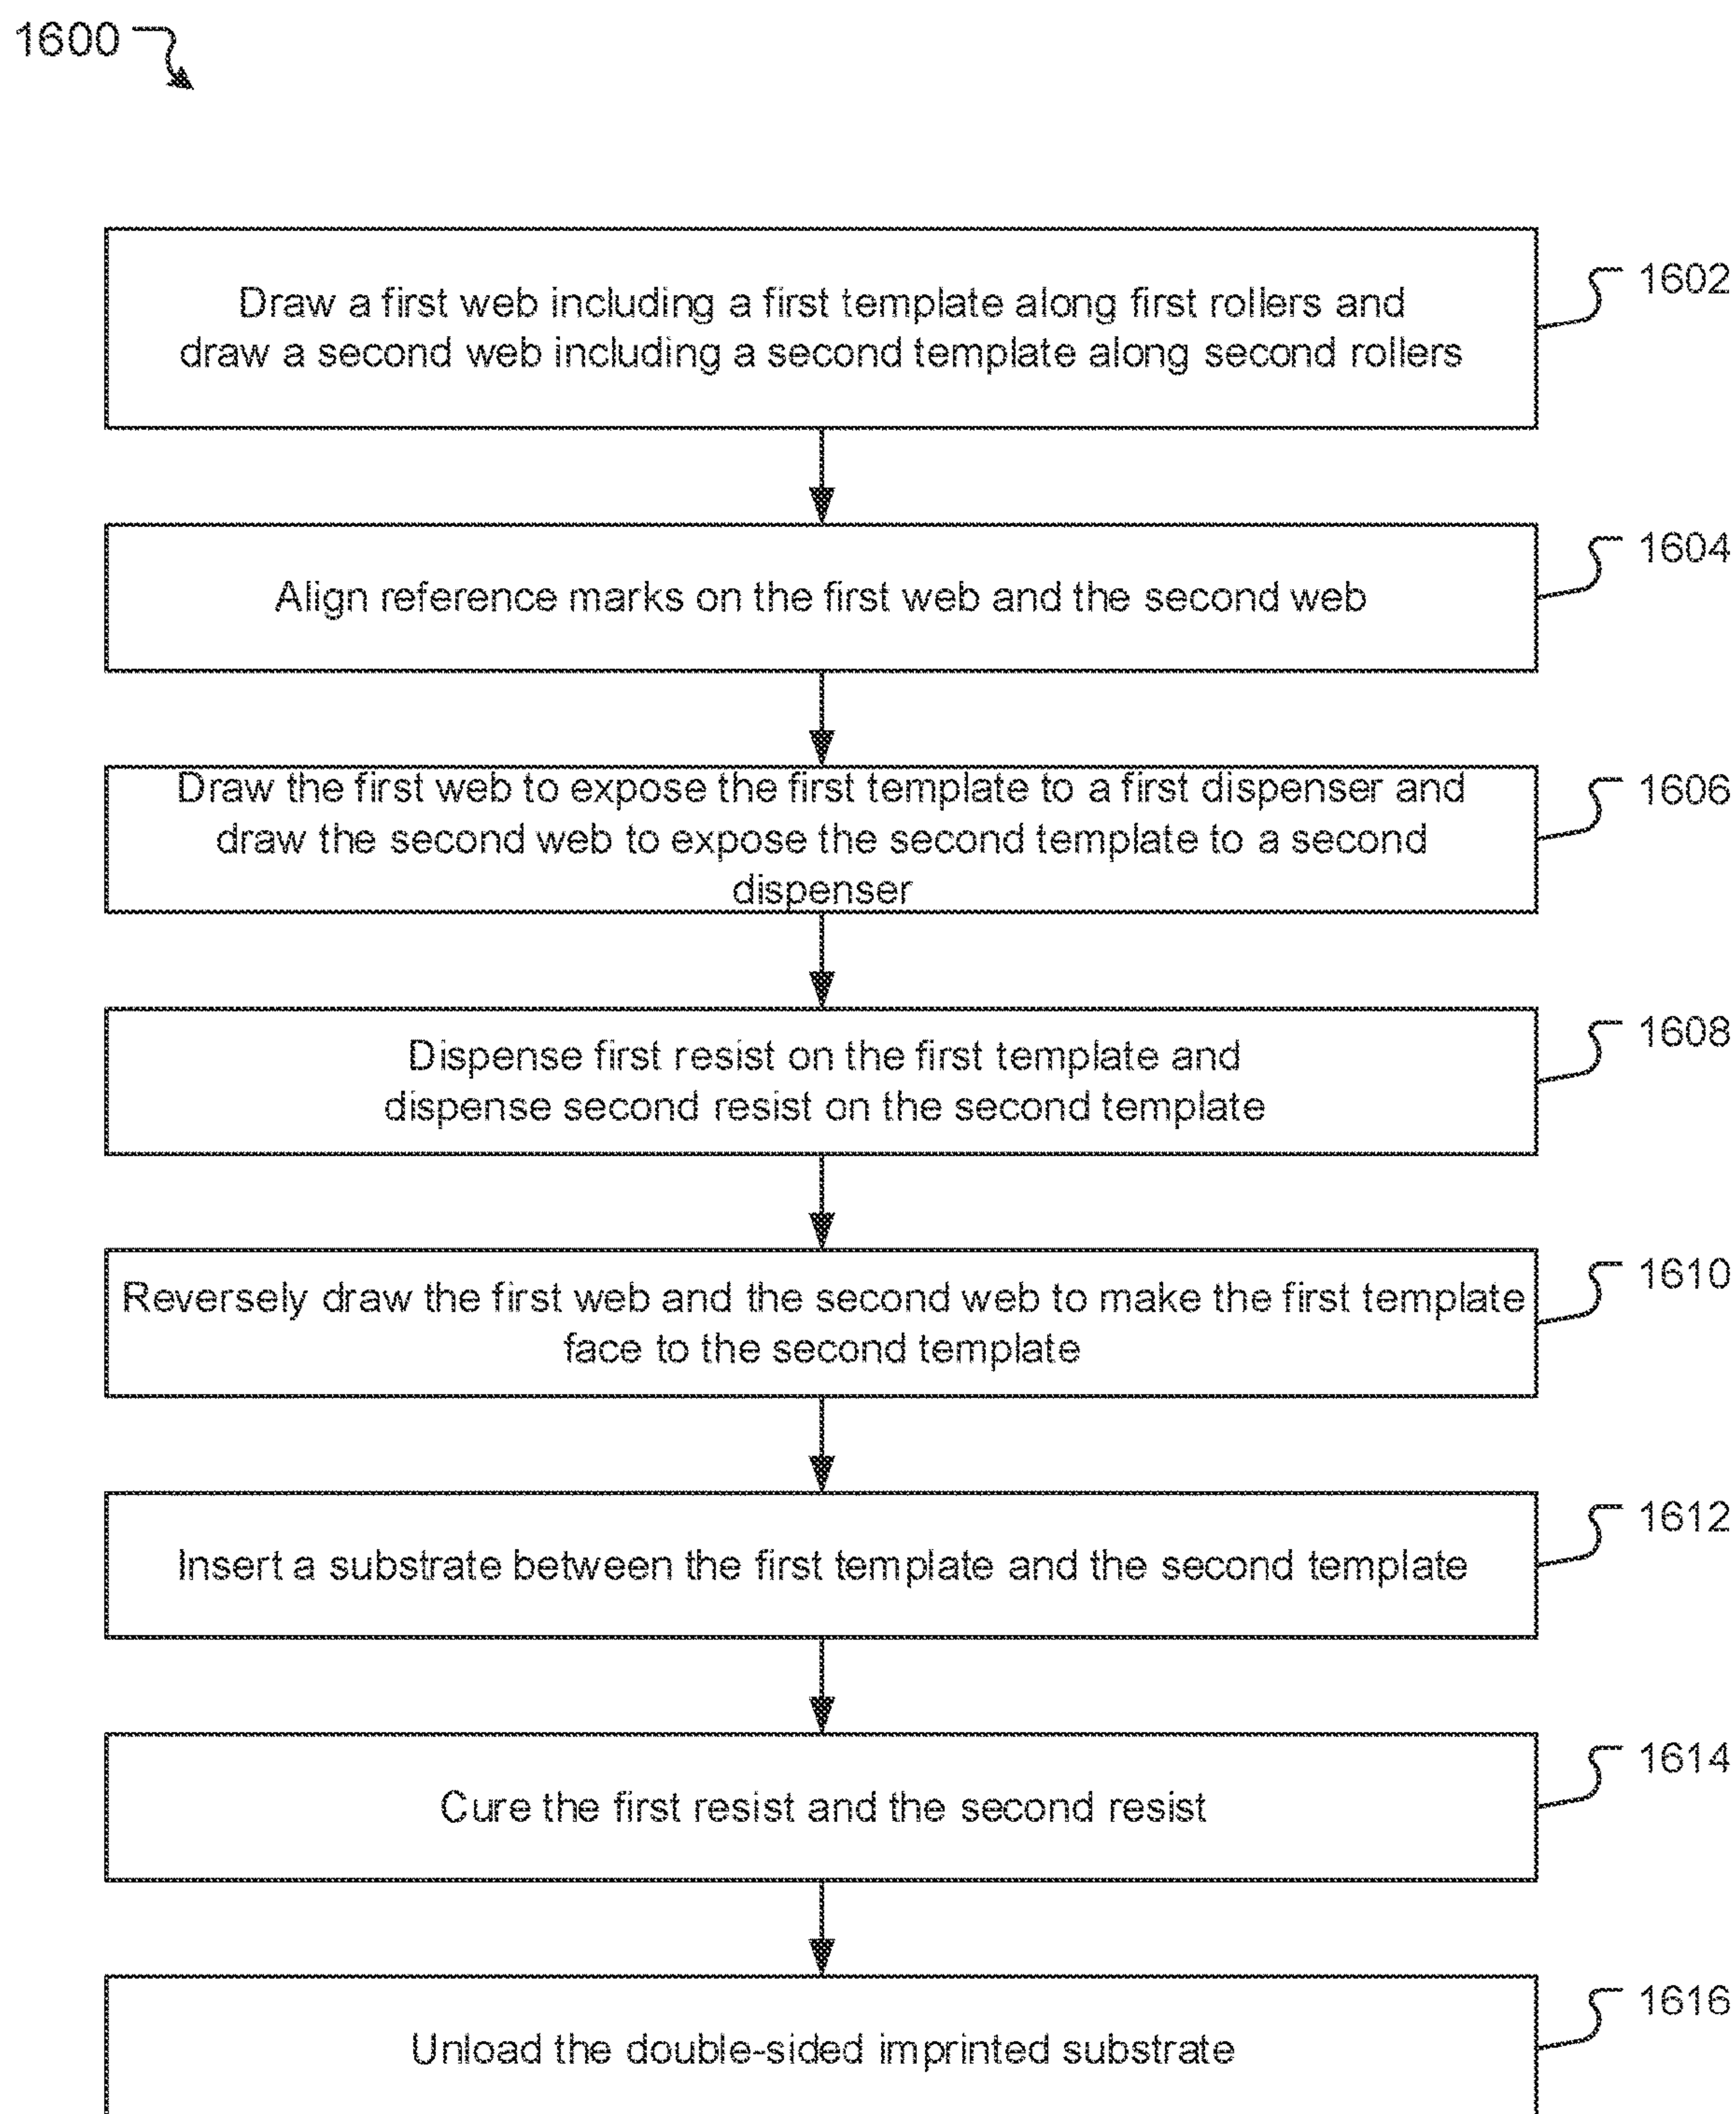 1600
Draw a first web including a first template along first rollers and
draw a second web including a second template along second rollers
1602
Align reference marks on the first web and the second web
1604
Draw the first web to expose the first template to a first dispenser and
draw the second web to expose the second template to a second
dispenser
1606
Dispense first resist on the first template and
dispense second resist on the second template
1608
Reversely draw the first web and the second web to make the first template
face to the second template
1610
Insert a substrate between the first template and the second template
1612
Cure the first resist and the second resist
1614
Unload the double-sided imprinted substrate
1616